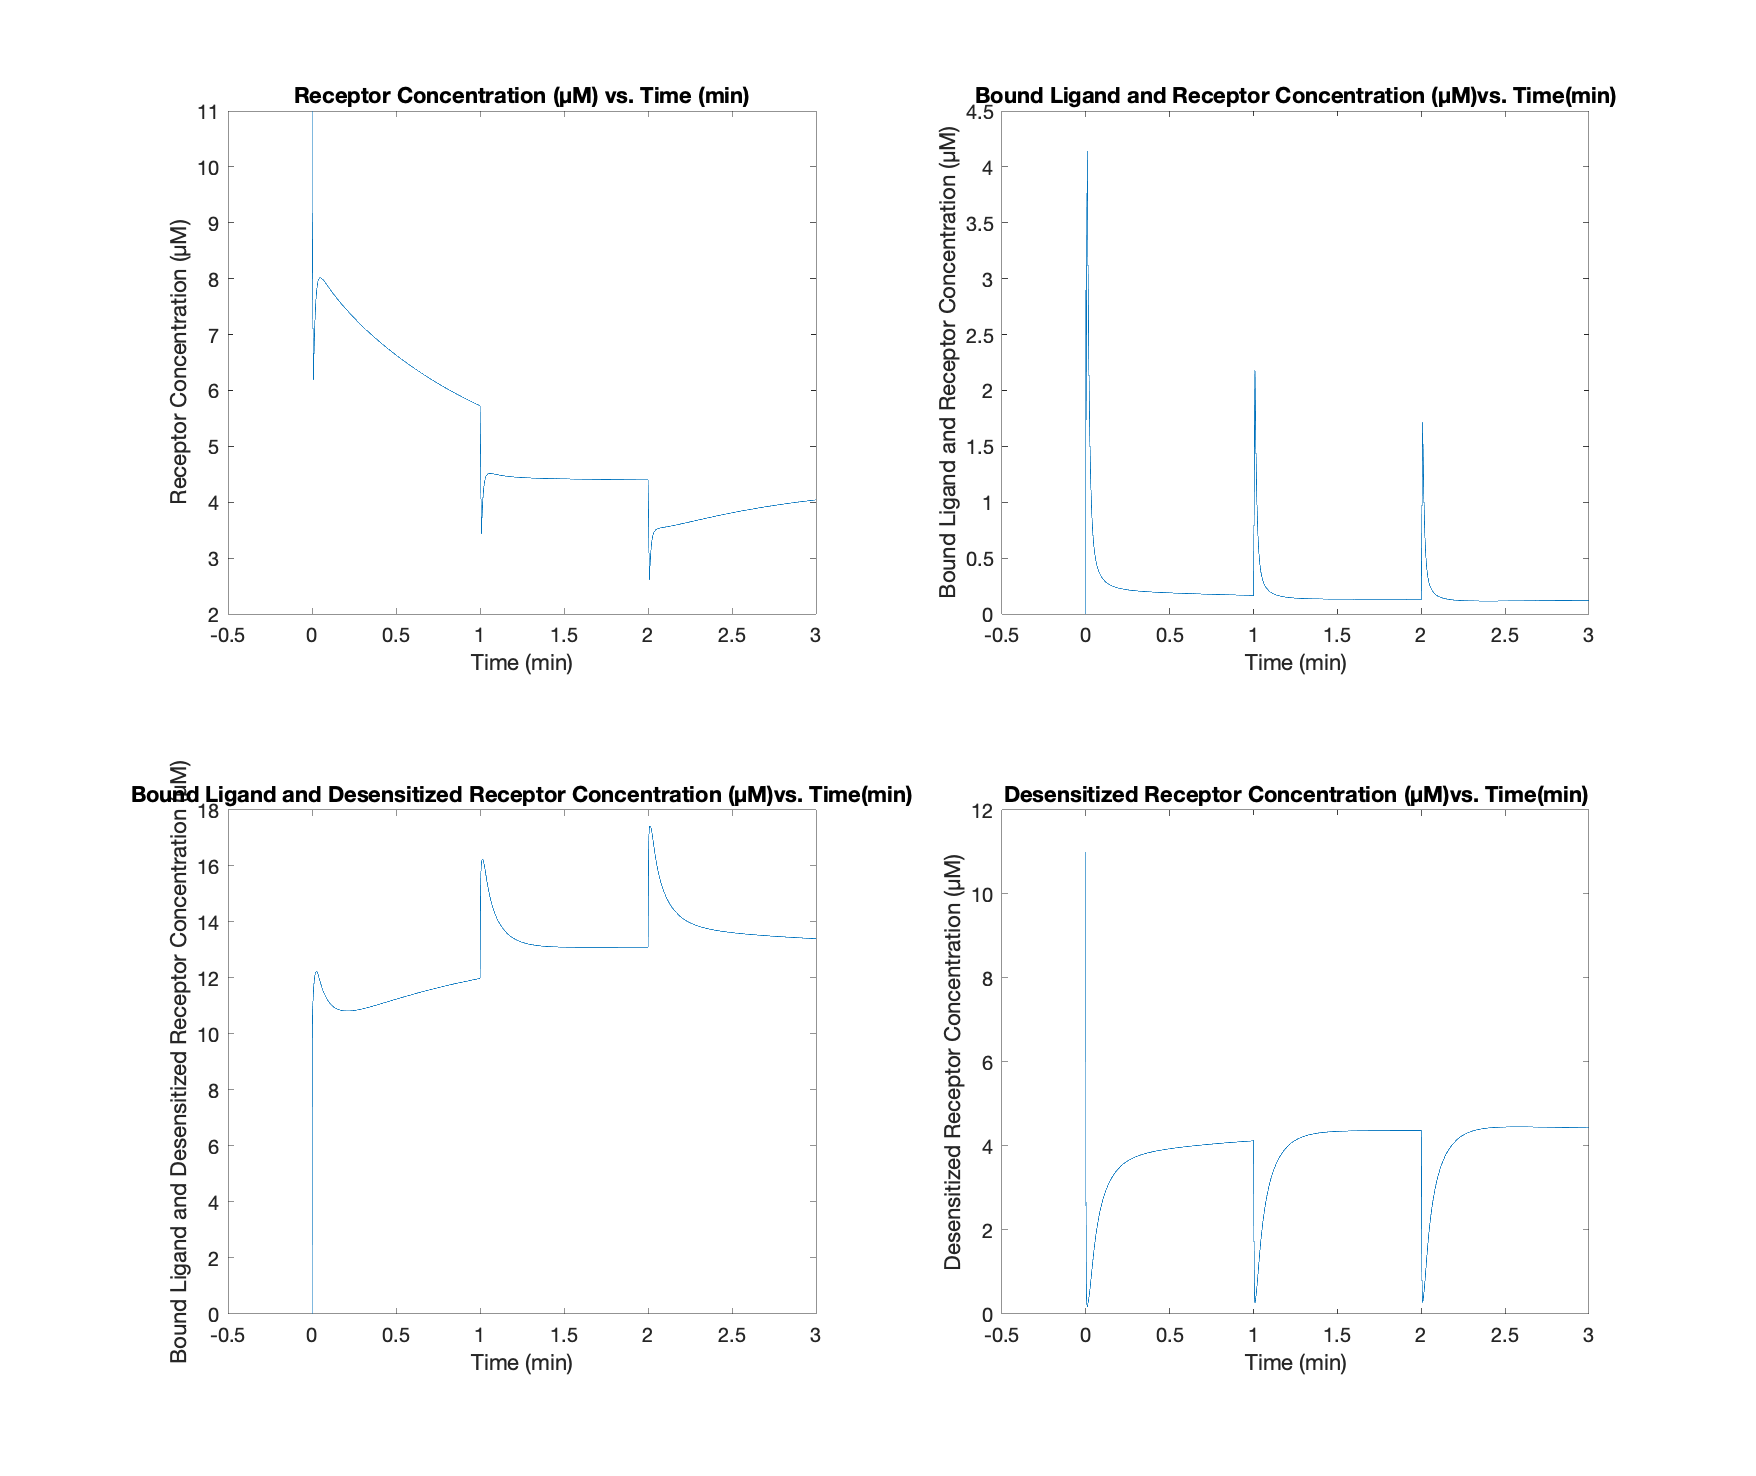 Receptor Concentration (µM) vs. Time (min)
Receptor Concentration (µM)
11
10
9
8
7
6
5
4
3
2
-0.5 0 0.5 1 1.5 2 2.5 3
Time (min)
Bound Ligand and Receptor Concentration (µM)vs. Time(min)
Bound Ligand and Receptor Concentration (µM)
4.5
4
3.5
3
2.5
2
1.5
1
0.5
0
-0.5 0 0.5 1 1.5 2 2.5 3
Time (min)
Bound Ligand and Desensitized Receptor Concentration (µM)vs. Time(min)
Bound Ligand and Desensitized Receptor Concentration (µM)
18
16
14
12
10
8
6
4
2
0
-0.5 0 0.5 1 1.5 2 2.5 3
Time (min)
Desensitized Receptor Concentration (µM)vs. Time(min)
Desensitized Receptor Concentration (µM)
12
10
8
6
4
2
0
-0.5 0 0.5 1 1.5 2 2.5 3
Time (min)